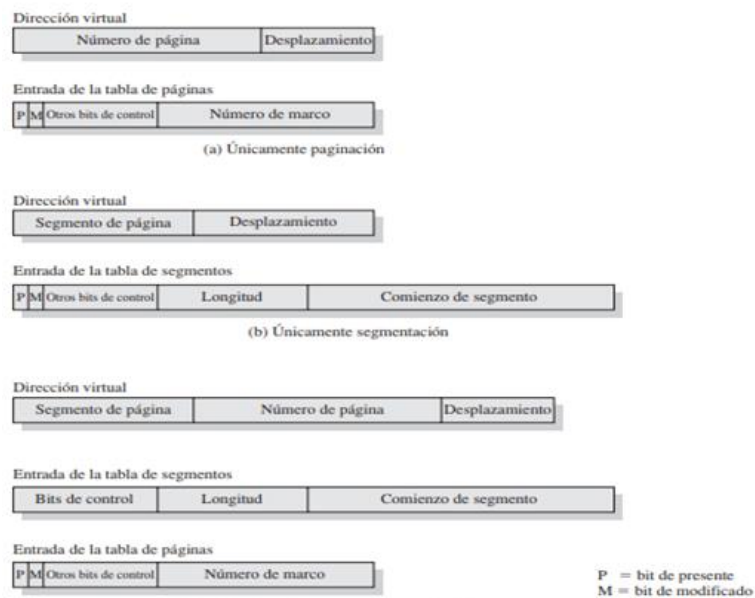 Dirección virtual
Número de página Desplazamiento
Entrada de la tabla de páginas
P M Otros bits de control Número de marco
(a) Únicamente paginación
Dirección virtual
Segmento de página Desplazamiento
Entrada de la tabla de segmentos
P M Otros bits de control Longitud Comienzo de segmento
(b) Únicamente segmentación
Dirección virtual
Segmento de página Número de página Desplazamiento
Entrada de la tabla de segmentos
Bits de control Longitud Comienzo de segmento
Entrada de la tabla de páginas
P M Otros bits de control Número de marco
P = bit de presente
M = bit de modificado